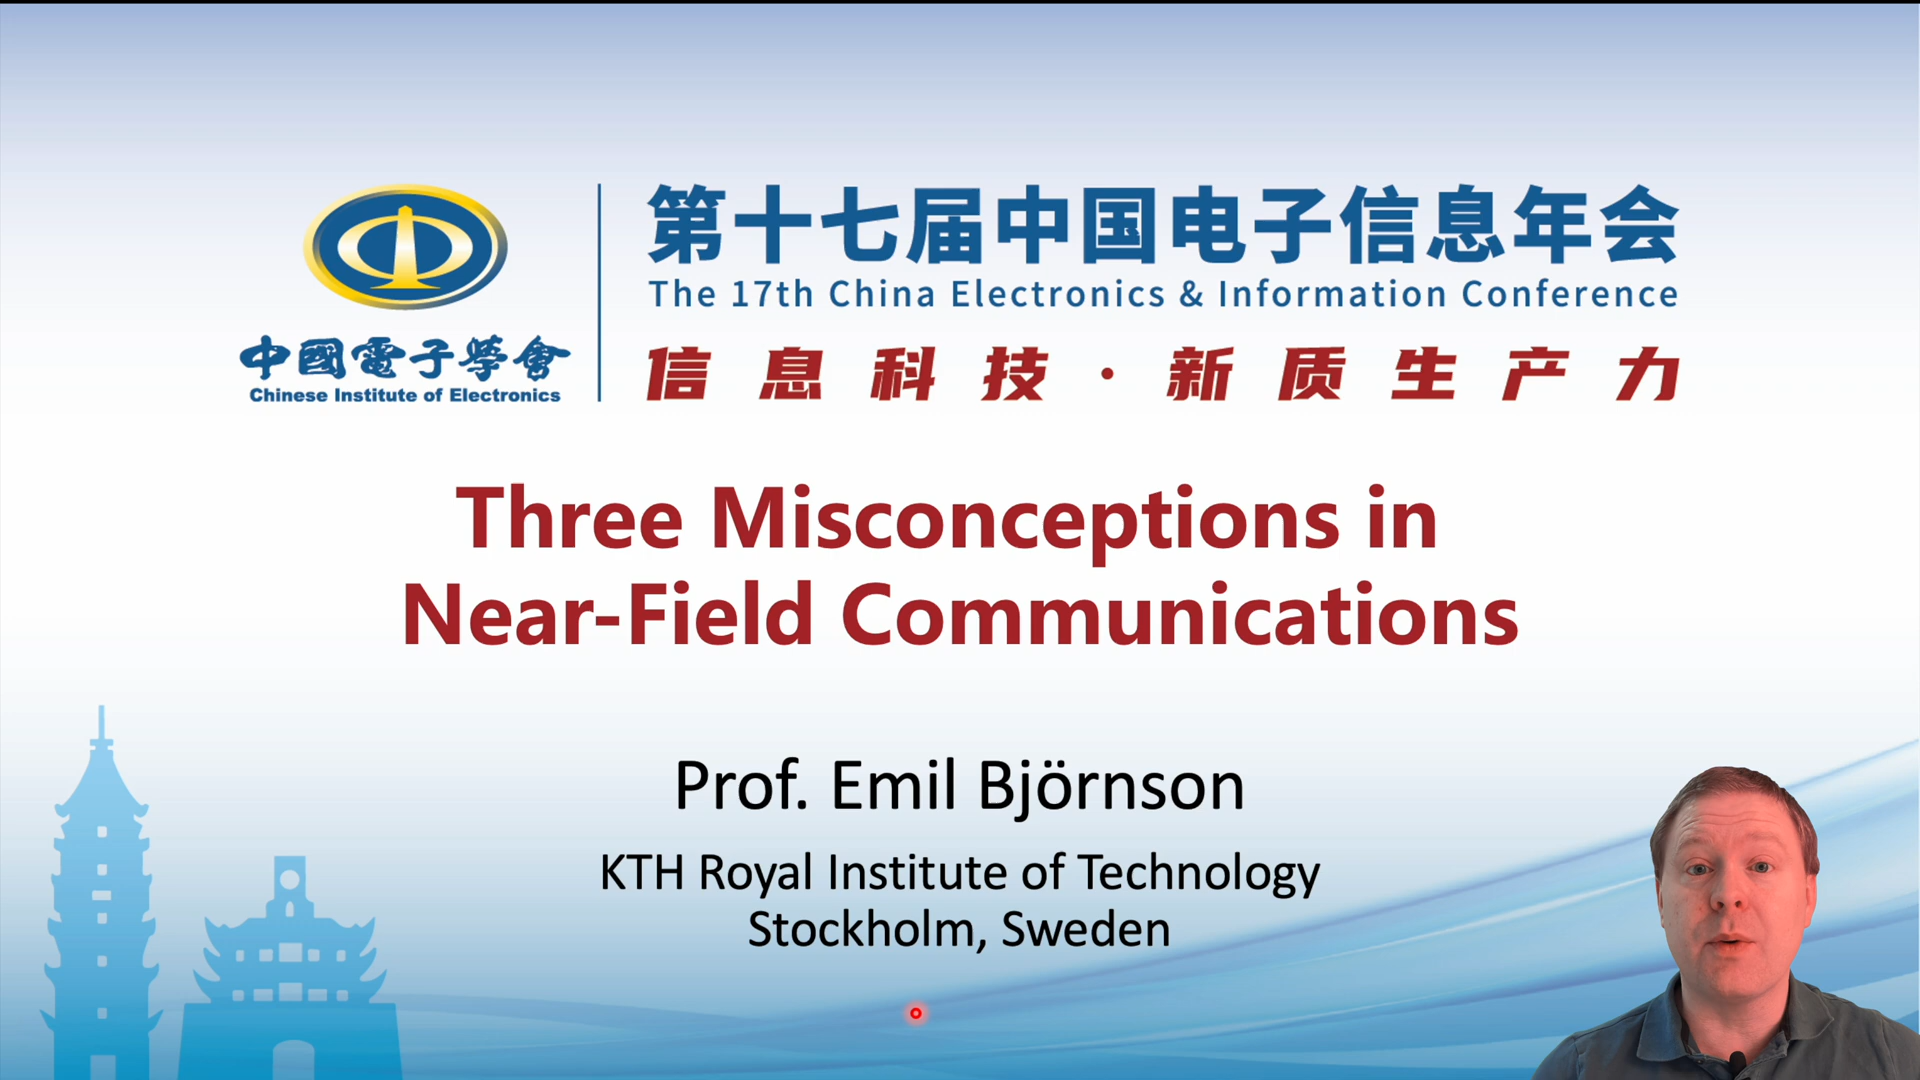 第十七届中国电子信息年会
The 17th China Electronics & Information Conference
中國電子學會
Chinese Institute of Electronics
信息科技·新质生产力
Three Misconceptions in
Near-Field Communications
Prof. Emil Björnson
KTH Royal Institute of Technology
Stockholm, Sweden